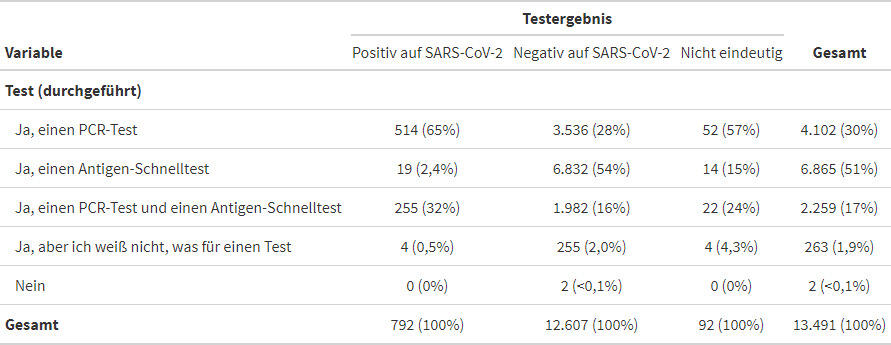 Testergebnis
Variable Positiv auf SARS-CoV-2 Negativ auf SARS-CoV-2 Nicht eindeutig Gesamt
Test (durchgeführt)
Ja, einen PCR-Test 514 (65%) 3.536 (28%) 52 (57%) 4.102 (30%)
Ja, einen Antigen-Schnelltest 19 (2,4%) 6.832 (54%) 14 (15%) 6.865 (51%)
Ja, einen PCR-Test und einen Antigen-Schnelltest 255 (32%) 1.982 (16%) 22 (24%) 2.259 (17%)
Ja, aber ich weiß nicht, was für einen Test 4 (0,5%) 255 (2,0%) 4 (4,3%) 263 (1,9%)
Nein 0 (0%) 2 (<0,1%) 0 (0%) 2 (<0,1%)
Gesamt 792 (100%) 12.607 (100%) 92 (100%) 13.491 (100%)